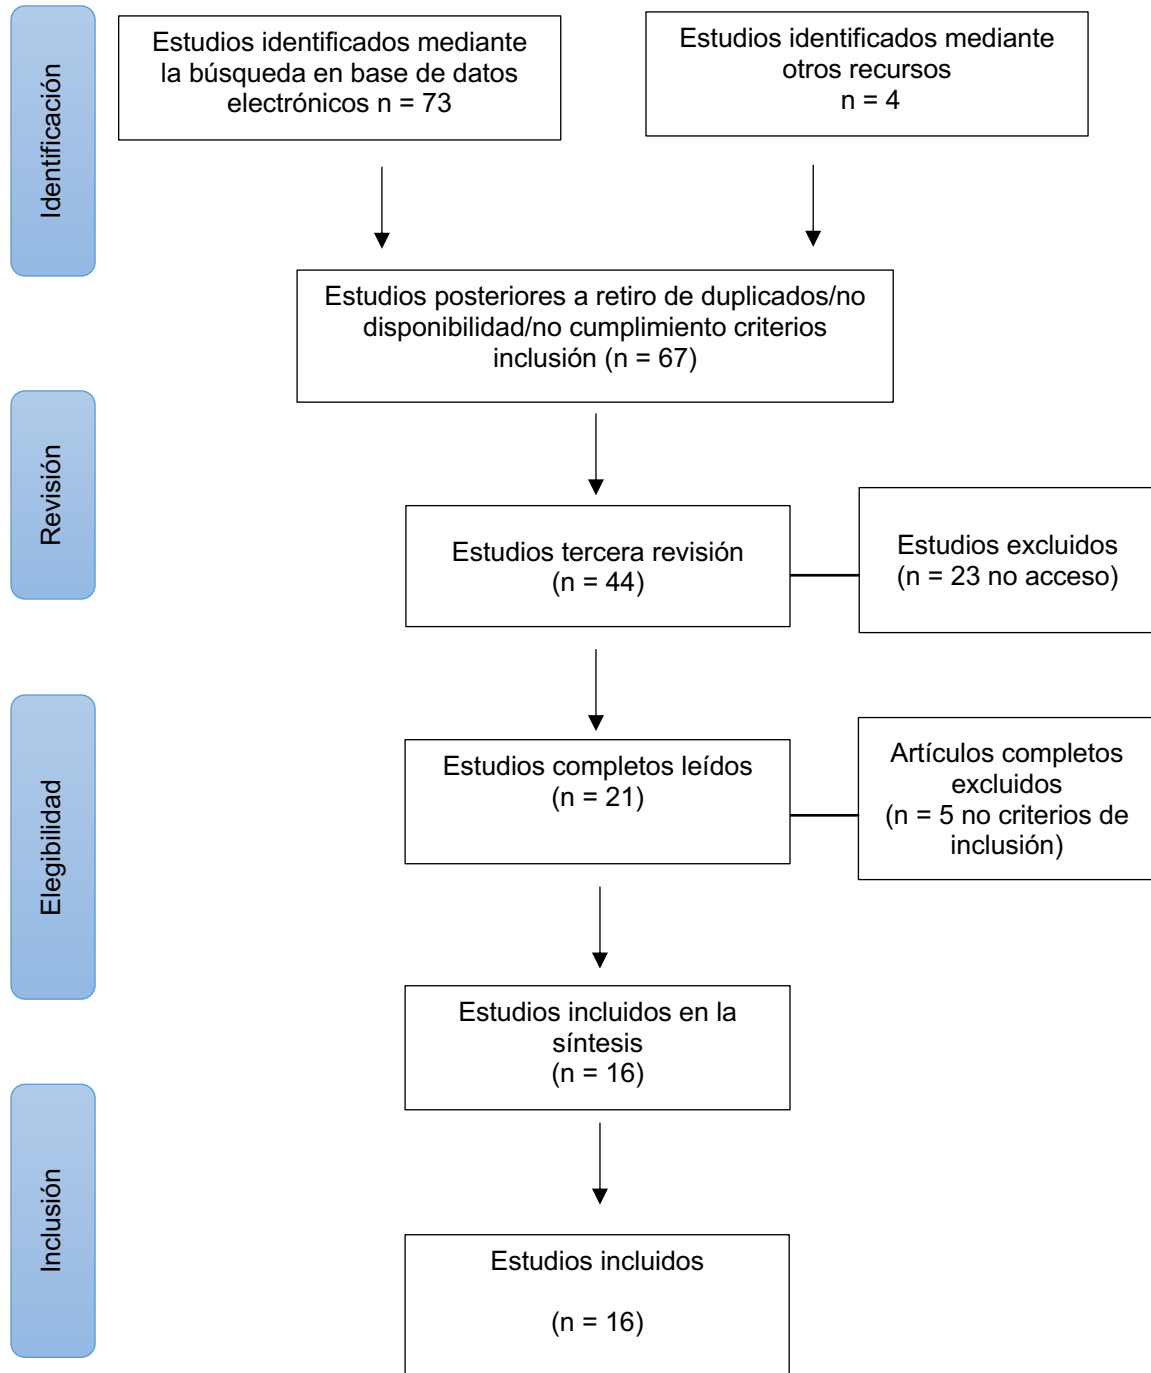 Identificación
Estudios identificados mediante
la búsqueda en base de datos
electrónicos n = 73
Estudios identificados mediante
otros recursos
n = 4
Estudios posteriores a retiro de duplicados/no
disponibilidad/no cumplimiento criterios
inclusión (n = 67)
Revisión
Estudios tercera revisión
(n = 44)
Estudios excluidos
(n = 23 no acceso)
Elegibilidad
Estudios completos leídos
(n = 21)
Artículos completos
excluidos
(n = 5 no criterios de
inclusión)
Estudios incluidos en la
síntesis
(n = 16)
Inclusión
Estudios incluidos
(n = 16)